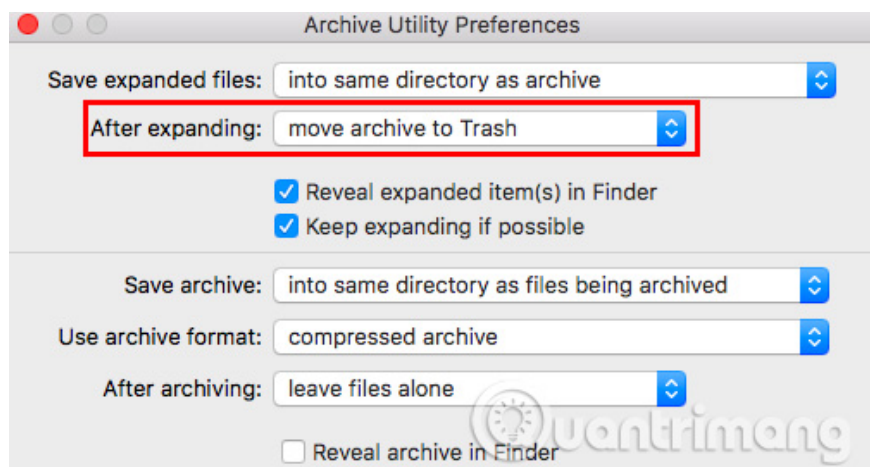 Archive Utility Preferences
Save expanded files: into same directory as archive
After expanding: move archive to Trash
Reveal expanded item(s) in Finder
Keep expanding if possible
Save archive: into same directory as files being archived
Use archive format: compressed archive
After archiving: leave files alone
Quantrimang
Reveal archive in Finder